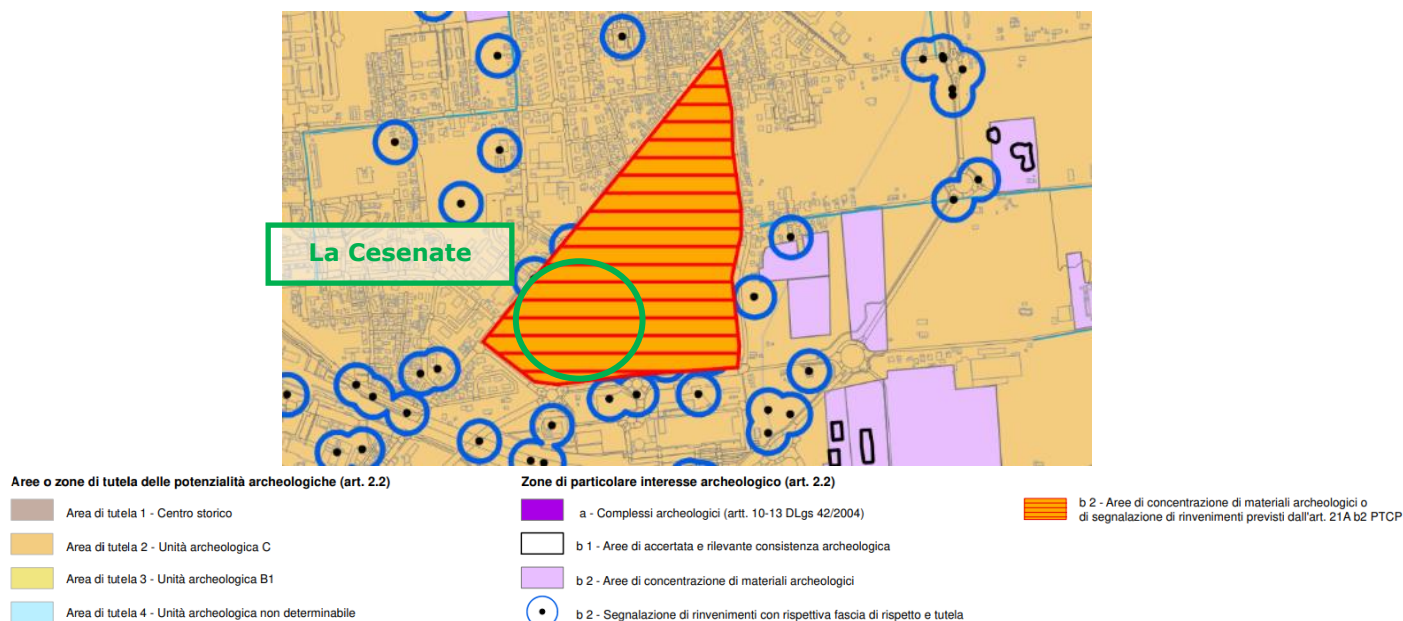 La Cesenate
Aree o zone di tutela delle potenzialità archeologiche (art. 2.2)
Area di tutela 1 - Centro storico
Area di tutela 2 - Unità archeologica C
Area di tutela 3 - Unità archeologica B1
Area di tutela 4 - Unità archeologica non determinabile
Zone di particolare interesse archeologico (art. 2.2)
a - Complessi archeologici (artt. 10-13 DLgs 42/2004)
b 1 - Aree di accertata e rilevante consistenza archeologica
b 2 - Aree di concentrazione di materiali archeologici
b 2 - Segnalazione di rinvenimenti con rispettiva fascia di rispetto e tutela
b 2 - Aree di concentrazione di materiali archeologici o
di segnalazione di rinvenimenti previsti dall'art. 21A b2 PTCP